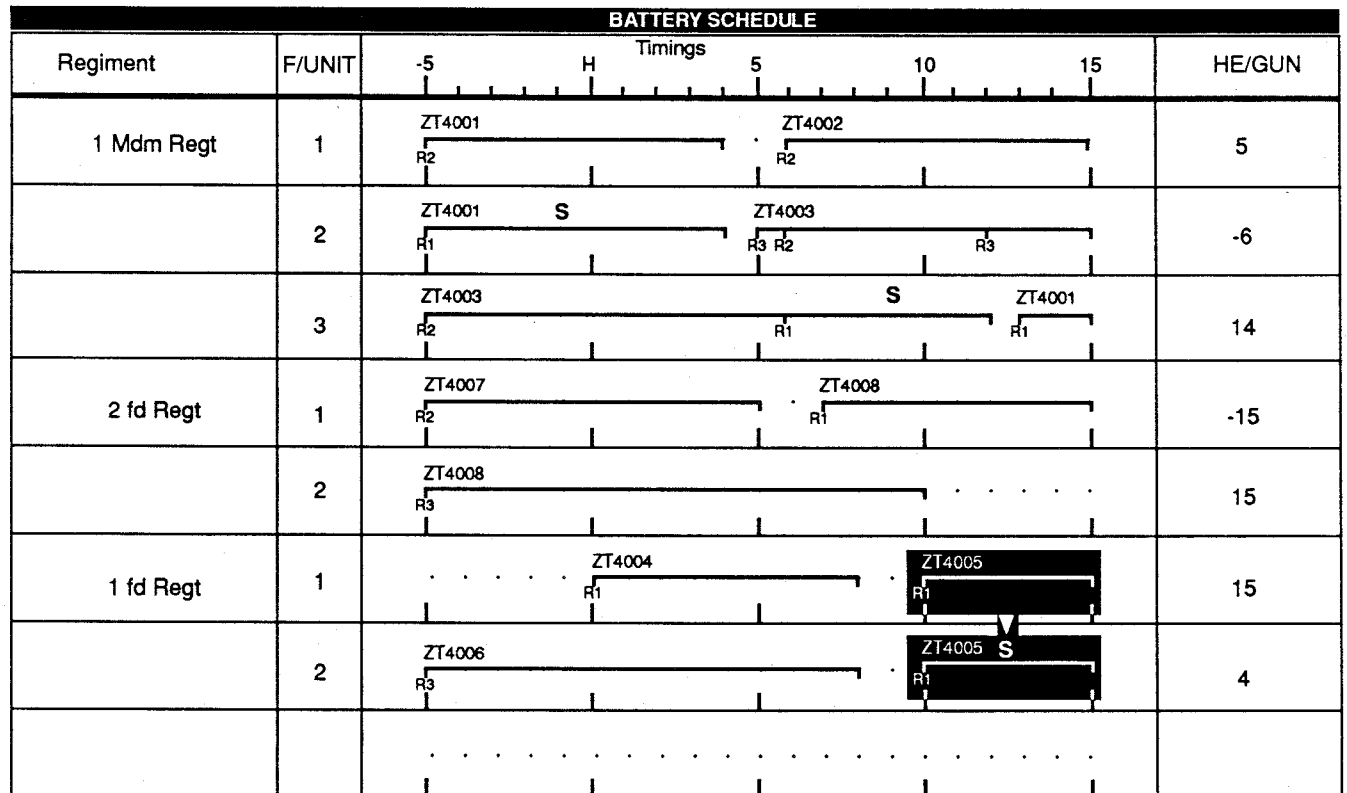 BATTERY SCHEDULE
Regiment F/UNIT Timings HE/GUN
-5 H 5 10 15
ZT4001 ZT4002
1 Mdm Regt 1 5
R2 R2
ZT4001 S ZT4003
2 -6
R1 R3 R2 R3
ZT4003 S ZT4001
3 14
R2 R1 R1
ZT4007 ZT4008
2 fd Regt 1 -15
R2 R1
ZT4008
2 15
R3
ZT4004 ZT4005
1 fd Regt 1 15
R1 R1
ZT4006 ZT4005 S
2 4
R3 R1